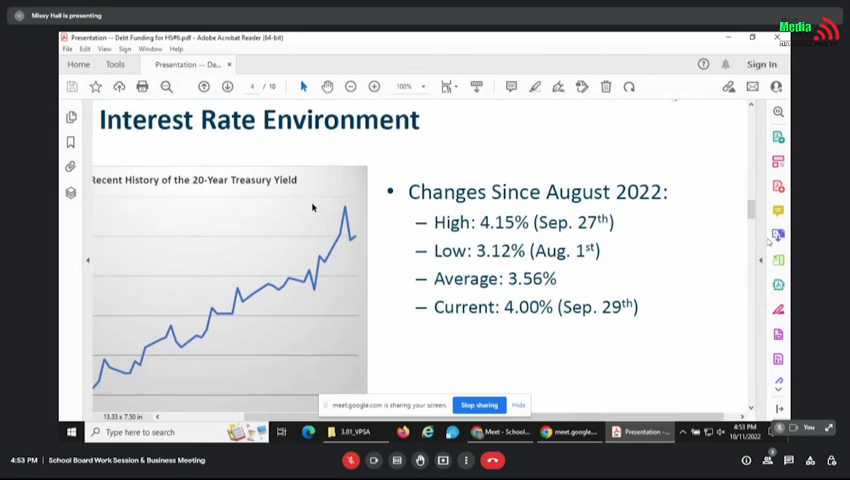 Missy Hall is presenting
Media
Presentation -- Debt Funding for HS#6.pdf - Adobe Acrobat Reader (64-bit)
File Edit View Sign Window Help
Home Tools Presentation -- De... × Sign In
4 / 10 100%
Interest Rate Environment
Recent History of the 20-Year Treasury Yield
• Changes Since August 2022:
– High: 4.15% (Sep. 27th)
– Low: 3.12% (Aug. 1st)
– Average: 3.56%
– Current: 4.00% (Sep. 29th)
meet.google.com is sharing your screen. Stop sharing Hide
13.33 x 7.50 in
Type here to search 3.01_VPSA Meet - School... meet.google... Presentation -... 4:53 PM
10/11/2022
You
4:53 PM | School Board Work Session & Business Meeting